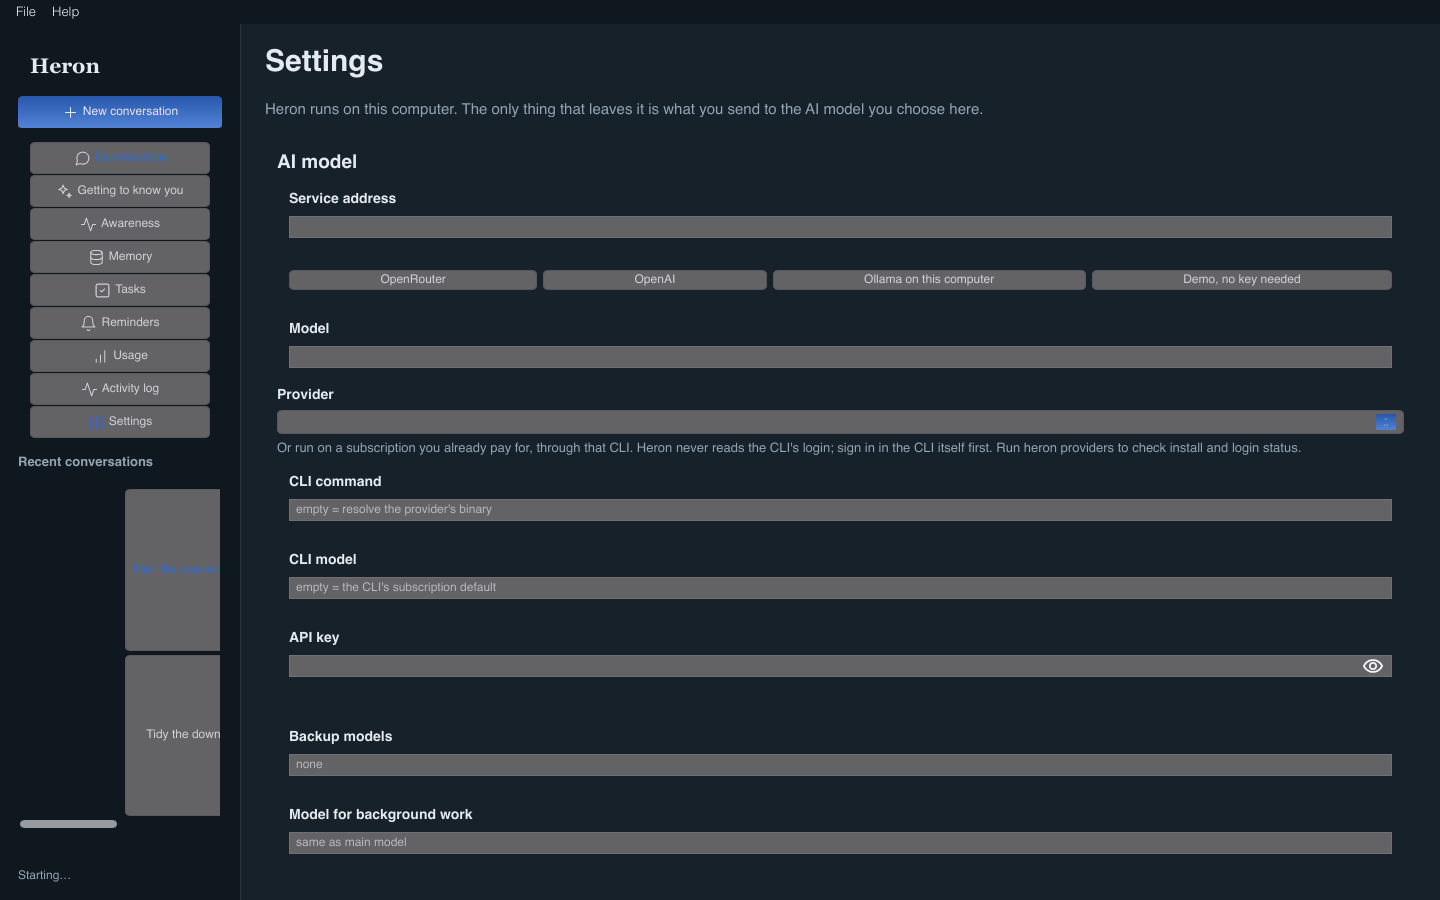 File Help
Heron
New conversation
Getting to know you
Awareness
Memory
Tasks
Reminders
Usage
Activity log
Settings
Recent conversations
Tidy the down
Starting…
Settings
Heron runs on this computer. The only thing that leaves it is what you send to the AI model you choose here.
AI model
Service address
OpenRouter OpenAI Ollama on this computer Demo, no key needed
Model
Provider
Or run on a subscription you already pay for, through that CLI. Heron never reads the CLI's login; sign in in the CLI itself first. Run heron providers to check install and login status.
CLI command
empty = resolve the provider's binary
CLI model
empty = the CLI's subscription default
API key
Backup models
none
Model for background work
same as main model